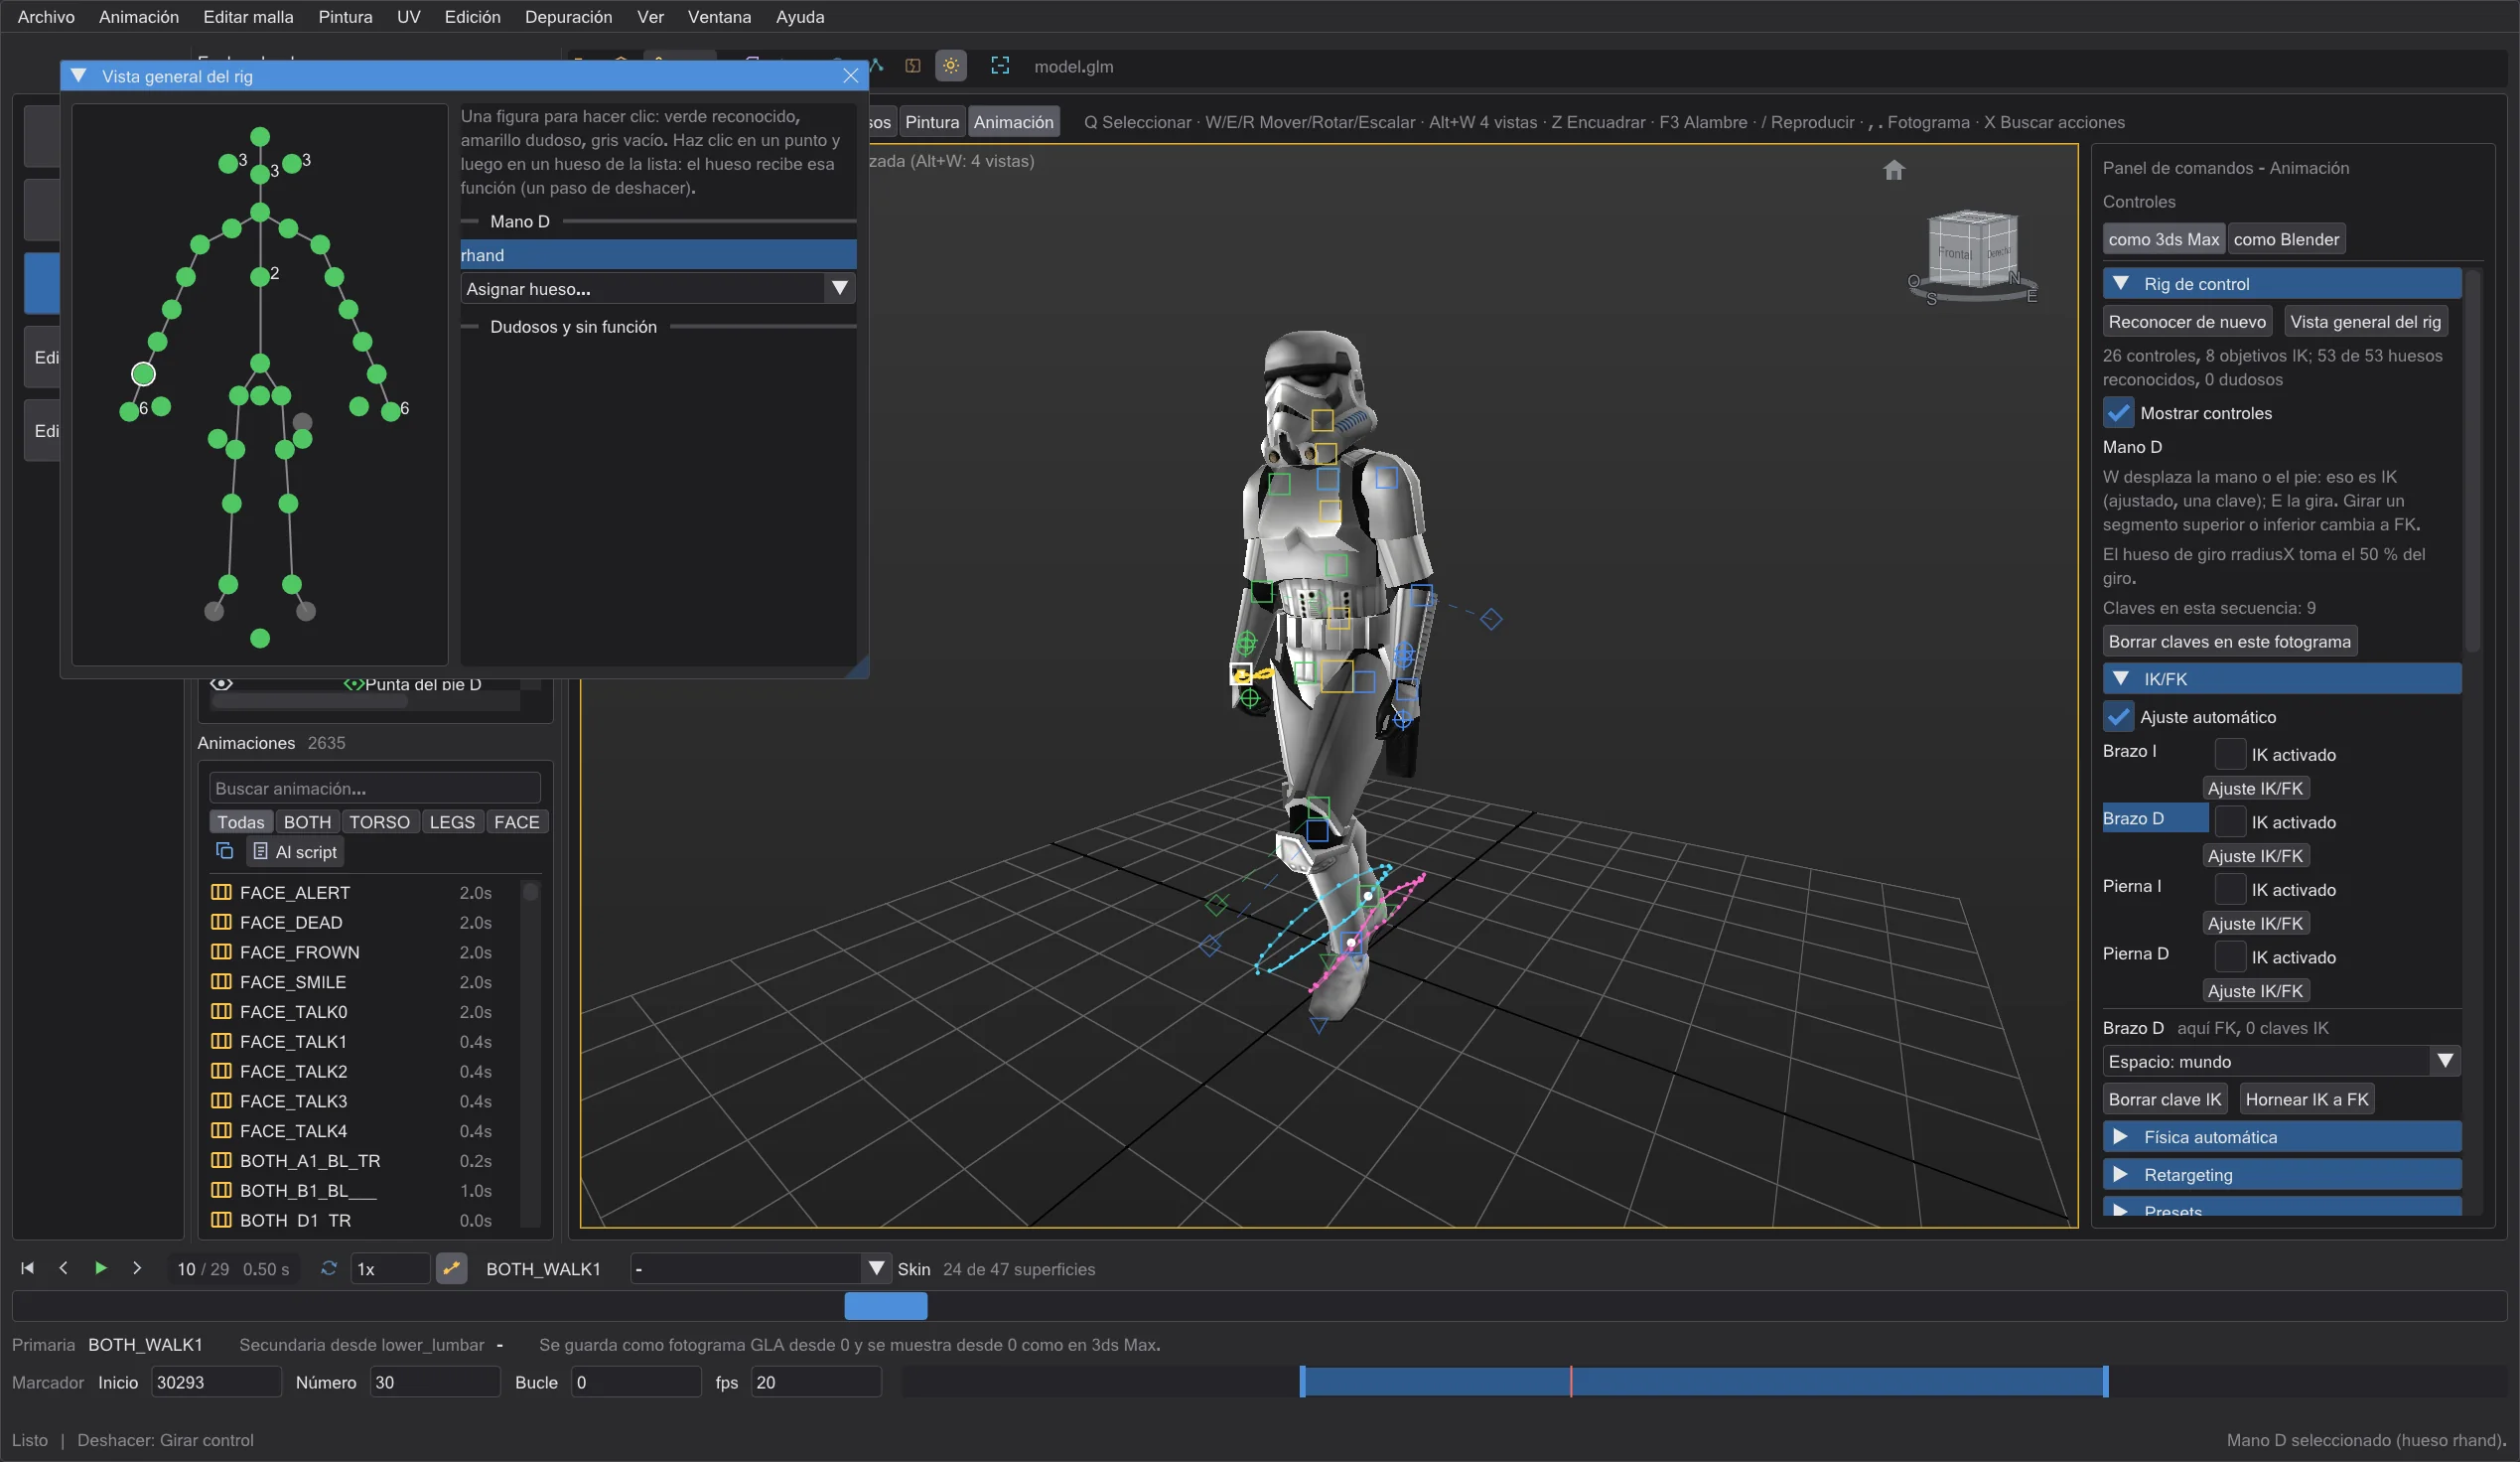 Archivo Animación Editar malla Pintura UV Edición Depuración Ver Ventana Ayuda
model.glm
Vista general del rig
Una figura para hacer clic: verde reconocido,
amarillo dudoso, gris vacío. Haz clic en un punto y
luego en un hueso de la lista: el hueso recibe esa
función (un paso de deshacer).
Mano D
rhand
Asignar hueso...
Dudosos y sin función
3
3
3
2
6
6
Edi
Edi
sos Pintura Animación Q Seleccionar · W/E/R Mover/Rotar/Escalar · Alt+W 4 vistas · Z Encuadrar · F3 Alambre · / Reproducir · , . Fotograma · X Buscar acciones
zada (Alt+W: 4 vistas)
Frontal
O
S
N
E
Punta del pie D
Animaciones 2635
Buscar animación...
Todas BOTH TORSO LEGS FACE
Al script
FACE_ALERT 2.0s
FACE_DEAD 2.0s
FACE_FROWN 2.0s
FACE_SMILE 2.0s
FACE_TALK0 2.0s
FACE_TALK1 0.4s
FACE_TALK2 0.4s
FACE_TALK3 0.4s
FACE_TALK4 0.4s
BOTH_A1_BL_TR 0.2s
BOTH_B1_BL___ 1.0s
BOTH_D1_TR 0.0s
Panel de comandos - Animación
Controles
como 3ds Max como Blender
Rig de control
Reconocer de nuevo Vista general del rig
26 controles, 8 objetivos IK; 53 de 53 huesos
reconocidos, 0 dudosos
Mostrar controles
Mano D
W desplaza la mano o el pie: eso es IK
(ajustado, una clave); E la gira. Girar un
segmento superior o inferior cambia a FK.
El hueso de giro rradiusX toma el 50 % del
giro.
Claves en esta secuencia: 9
Borrar claves en este fotograma
IK/FK
Ajuste automático
Brazo I IK activado
Ajuste IK/FK
Brazo D IK activado
Ajuste IK/FK
Pierna I IK activado
Ajuste IK/FK
Pierna D IK activado
Ajuste IK/FK
Brazo D aquí FK, 0 claves IK
Espacio: mundo
Borrar clave IK Hornear IK a FK
Física automática
Retargeting
Presets
10 / 29 0.50 s 1x BOTH_WALK1 - Skin 24 de 47 superficies
Primaria BOTH_WALK1 Secundaria desde lower_lumbar - Se guarda como fotograma GLA desde 0 y se muestra desde 0 como en 3ds Max.
Marcador Inicio 30293 Número 30 Bucle 0 fps 20
Listo | Deshacer: Girar control
Mano D seleccionado (hueso rhand).